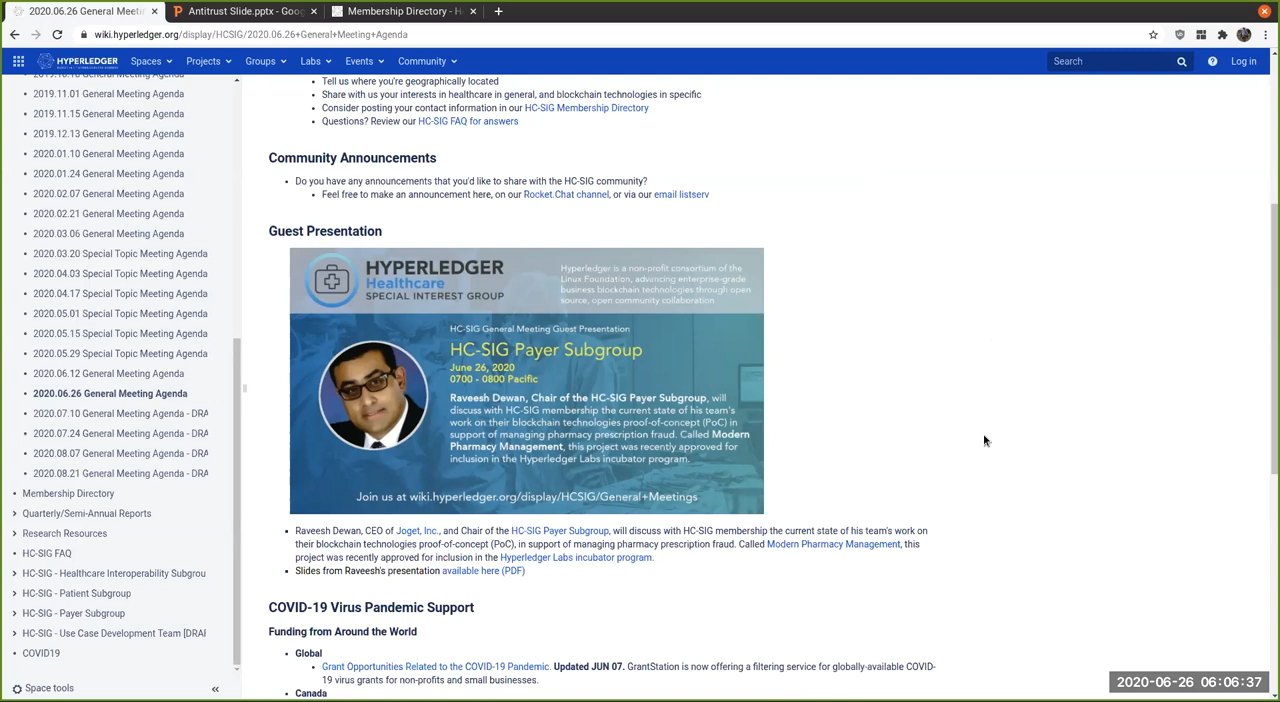 2020.06.26 General Meeti
Antitrust Slide.pptx - Goog
Membership Directory - H
wiki.hyperledger.org/display/HCSIG/2020.06.26+General+Meeting+Agenda
HYPERLEDGER
Spaces
Projects
Groups
Labs
Events
Community
Search
Log in
2019.10.18 General Meeting Agenda
2019.11.01 General Meeting Agenda
2019.11.15 General Meeting Agenda
2019.12.13 General Meeting Agenda
2020.01.10 General Meeting Agenda
2020.01.24 General Meeting Agenda
2020.02.07 General Meeting Agenda
2020.02.21 General Meeting Agenda
2020.03.06 General Meeting Agenda
2020.03.20 Special Topic Meeting Agenda
2020.04.03 Special Topic Meeting Agenda
2020.04.17 Special Topic Meeting Agenda
2020.05.01 Special Topic Meeting Agenda
2020.05.15 Special Topic Meeting Agenda
2020.05.29 Special Topic Meeting Agenda
2020.06.12 General Meeting Agenda
2020.06.26 General Meeting Agenda
2020.07.10 General Meeting Agenda - DRA
2020.07.24 General Meeting Agenda - DRA
2020.08.07 General Meeting Agenda - DRA
2020.08.21 General Meeting Agenda - DRA
Membership Directory
Quarterly/Semi-Annual Reports
Research Resources
HC-SIG FAQ
HC-SIG - Healthcare Interoperability Subgrou
HC-SIG - Patient Subgroup
HC-SIG - Payer Subgroup
HC-SIG - Use Case Development Team [DRAF
COVID19
Space tools
Tell us where you're geographically located
Share with us your interests in healthcare in general, and blockchain technologies in specific
Consider posting your contact information in our HC-SIG Membership Directory
Questions? Review our HC-SIG FAQ for answers
Community Announcements
Do you have any announcements that you'd like to share with the HC-SIG community?
Feel free to make an announcement here, on our Rocket.Chat channel, or via our email listserv
Guest Presentation
HYPERLEDGER
Healthcare
SPECIAL INTEREST GROUP
Hyperledger is a non-profit consortium of the
Linux Foundation, advancing enterprise-grade
business blockchain technologies through open
source, open community collaboration
HC-SIG General Meeting Guest Presentation
HC-SIG Payer Subgroup
June 26, 2020
0700 - 0800 Pacific
Raveesh Dewan, Chair of the HC-SIG Payer Subgroup, will
discuss with HC-SIG membership the current state of his team's
work on their blockchain technologies proof-of-concept (PoC) in
support of managing pharmacy prescription fraud. Called Modern
Pharmacy Management, this project was recently approved for
inclusion in the Hyperledger Labs incubator program.
Join us at wiki.hyperledger.org/display/HCSIG/General+Meetings
Raveesh Dewan, CEO of Joget, Inc., and Chair of the HC-SIG Payer Subgroup, will discuss with HC-SIG membership the current state of his team's work on
their blockchain technologies proof-of-concept (PoC), in support of managing pharmacy prescription fraud. Called Modern Pharmacy Management, this
project was recently approved for inclusion in the Hyperledger Labs incubator program.
Slides from Raveesh's presentation available here (PDF)
COVID-19 Virus Pandemic Support
Funding from Around the World
Global
Grant Opportunities Related to the COVID-19 Pandemic. Updated JUN 07. GrantStation is now offering a filtering service for globally-available COVID-
19 virus grants for non-profits and small businesses.
Canada
2020-06-26 06:06:37